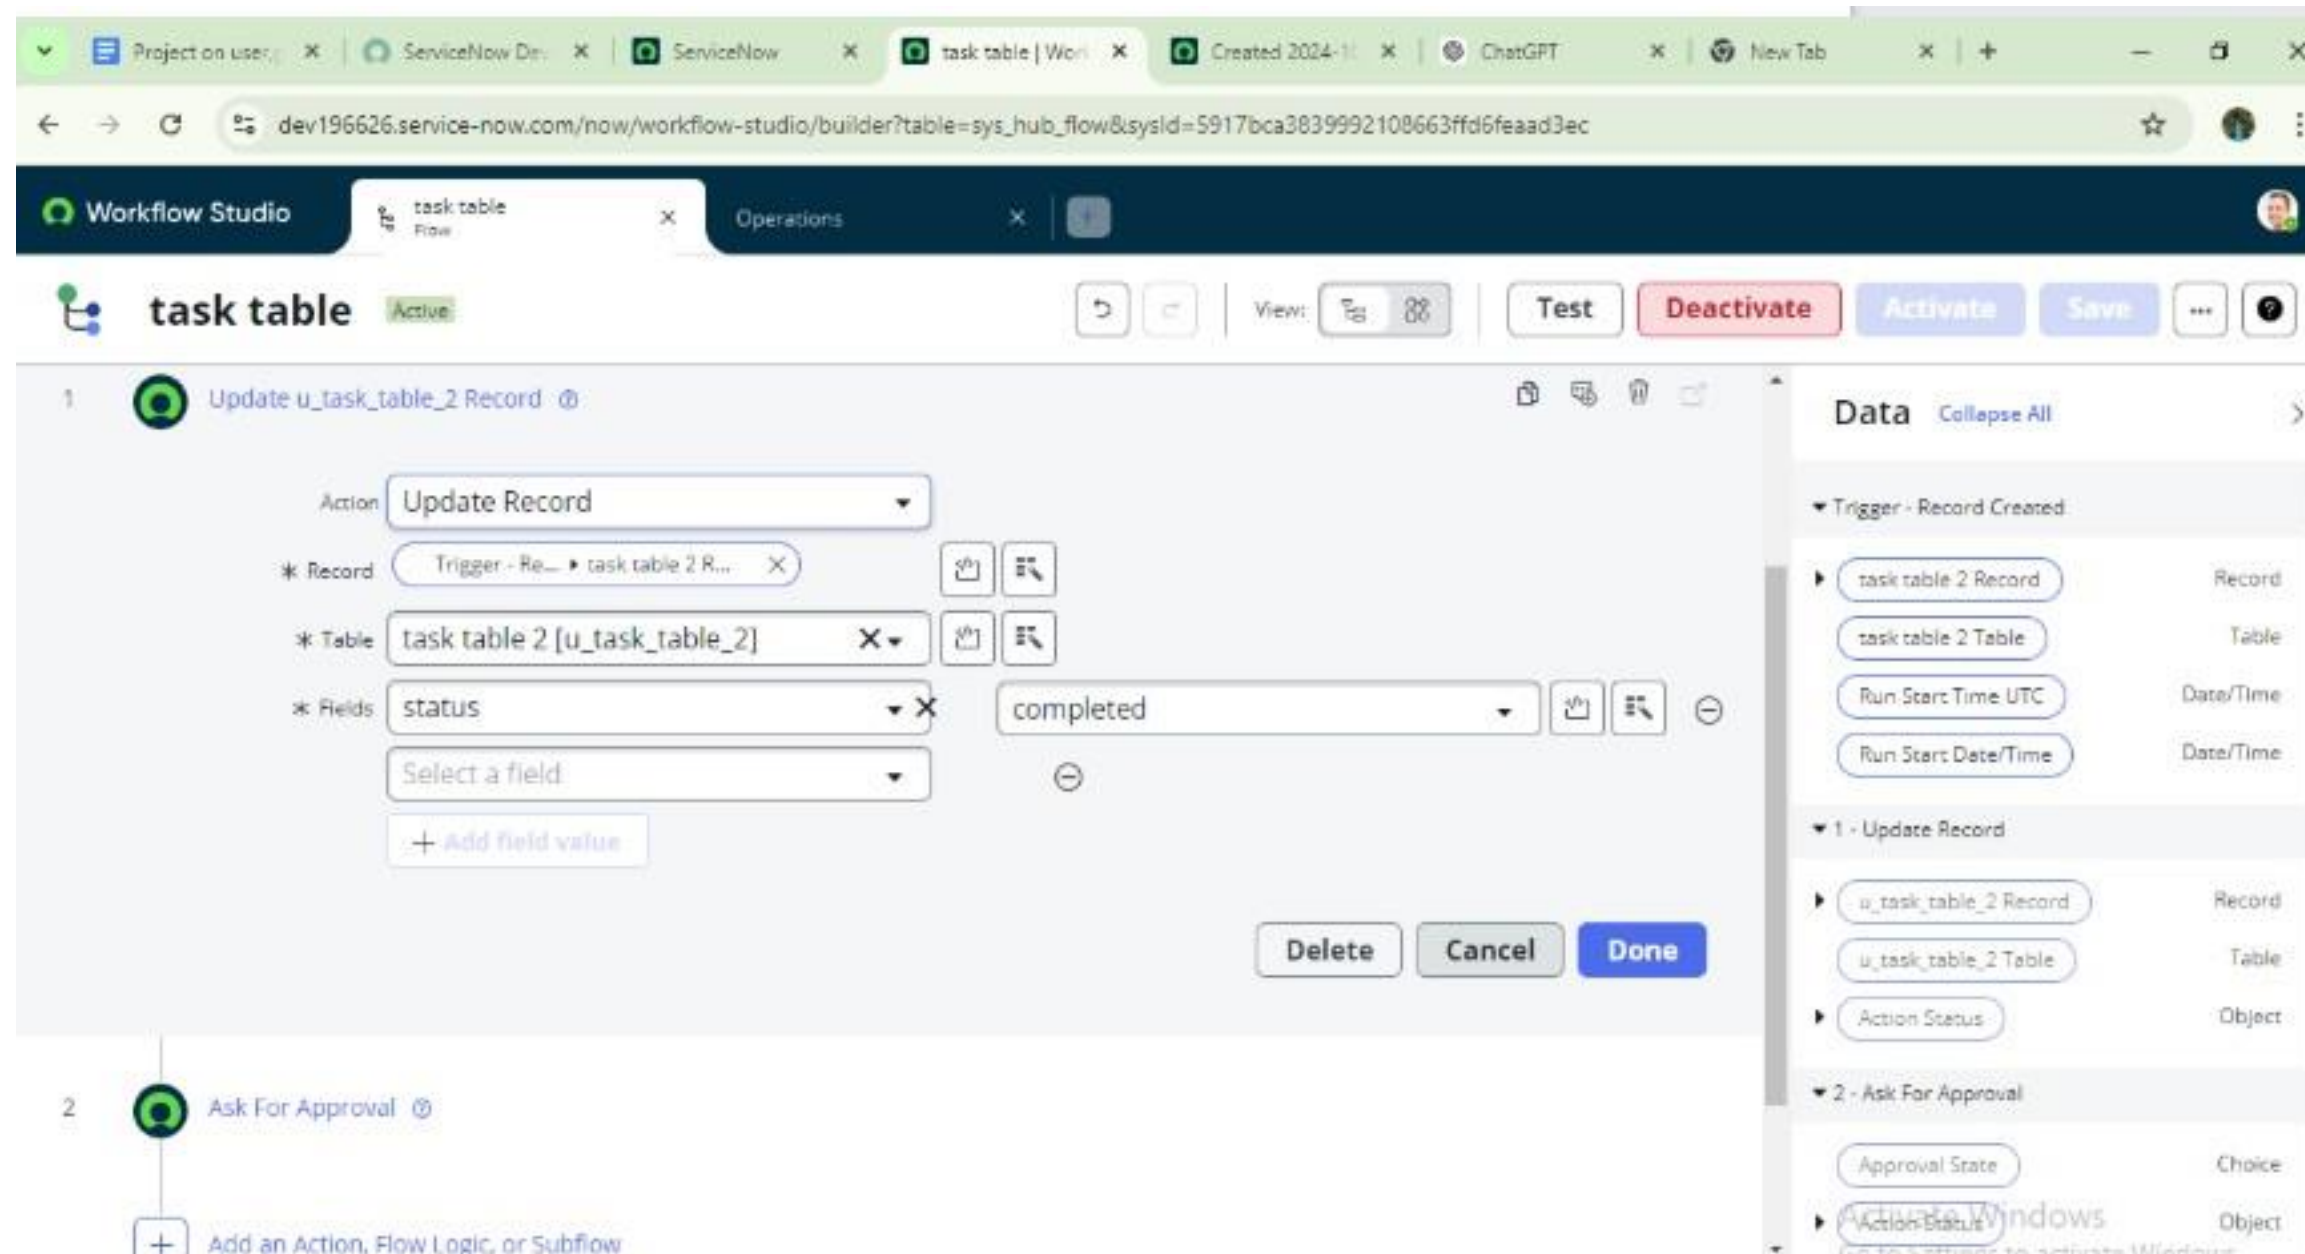 Project on user, ServiceNow De ServiceNow task table | Wor Created 2024-1 ChatGPT New Tab
dev196626.service-now.com/now/workflow-studio/builder?table=sys_hub_flow&sysId=5917bca3839992108663ffd6feaad3ec
Workflow Studio task table Operations
Flow
task table Active View: Test Deactivate Activate Save ...
1 Update u_task_table_2 Record
Action Update Record
* Record Trigger - Re... ▸ task table 2 R...
* Table task table 2 [u_task_table_2]
* Fields status completed
Select a field
+ Add field value
Delete Cancel Done
2 Ask For Approval
Add an Action, Flow Logic, or Subflow
Data Collapse All
Trigger - Record Created
task table 2 Record Record
task table 2 Table Table
Run Start Time UTC Date/Time
Run Start Date/Time Date/Time
1 - Update Record
u_task_table_2 Record Record
u_task_table_2 Table Table
Action Status Object
2 - Ask For Approval
Approval State Choice
Action Status Object
Activate Windows
Go to Settings to activate Windows.